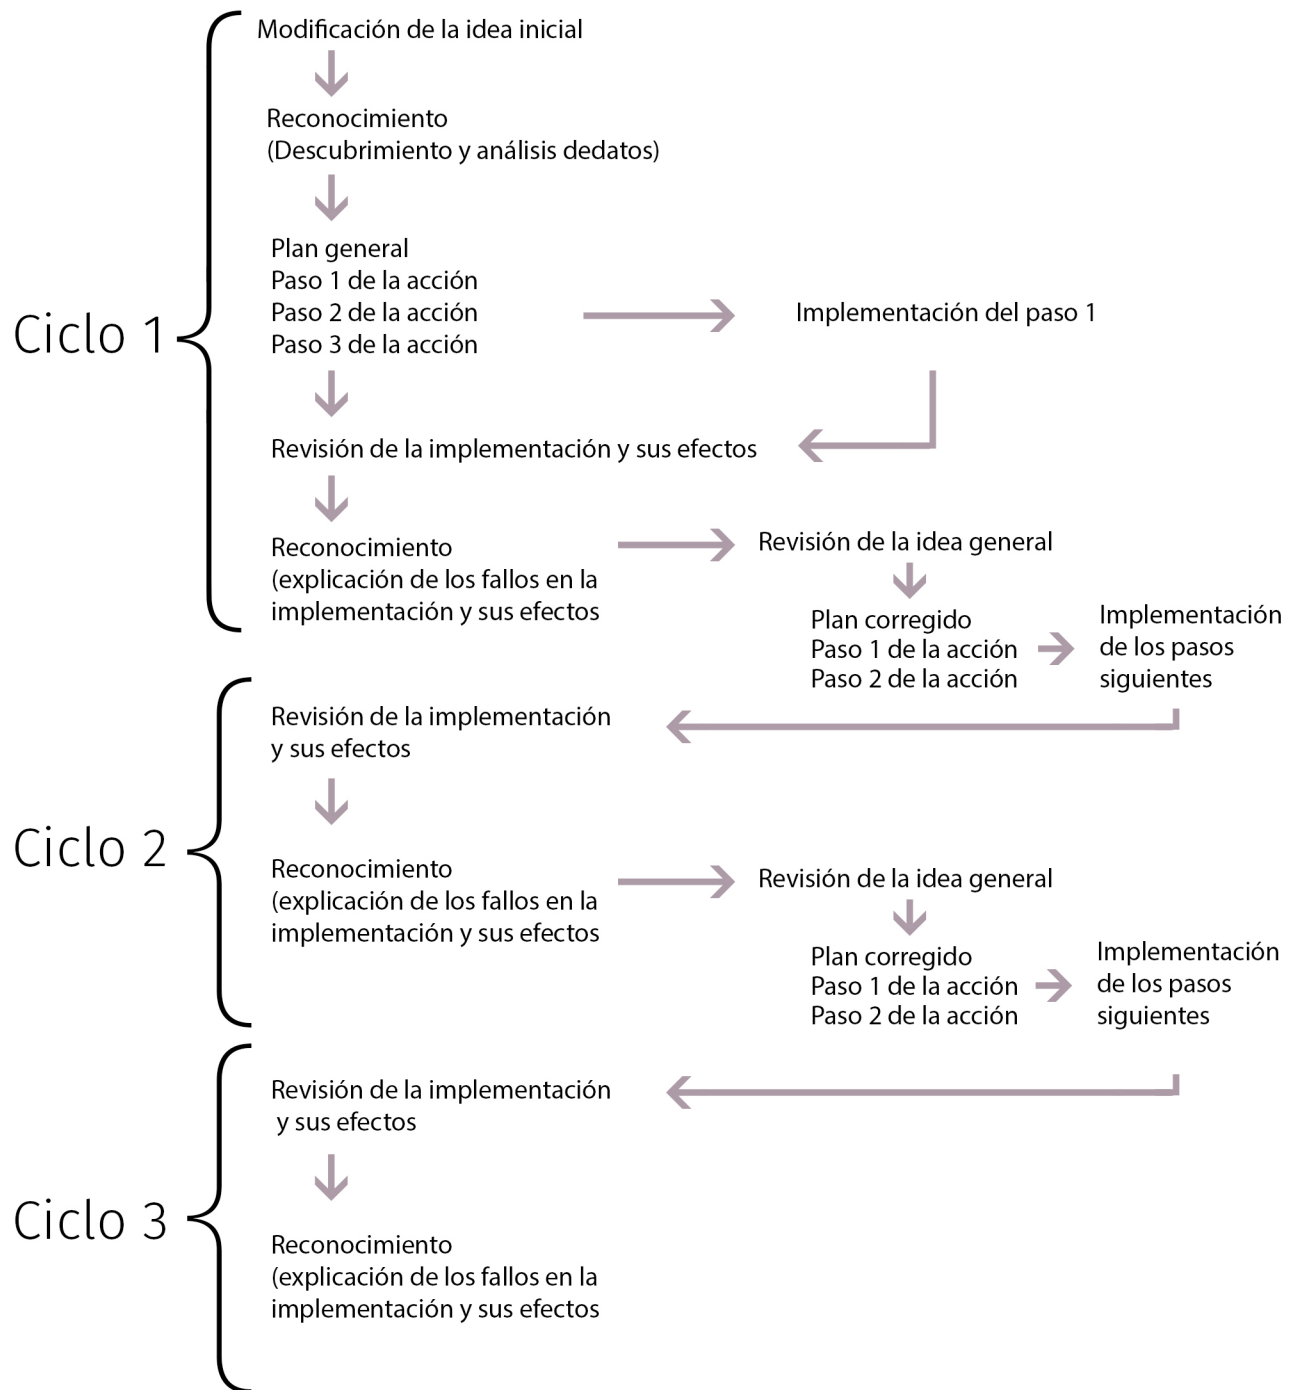 Modificación de la idea inicial
Reconocimiento
(Descubrimiento y análisis dedatos)
Plan general
Paso 1 de la acción
Paso 2 de la acción
Paso 3 de la acción
Implementación del paso 1
Ciclo 1
Revisión de la implementación y sus efectos
Reconocimiento
(explicación de los fallos en la
implementación y sus efectos
Revisión de la idea general
Plan corregido
Paso 1 de la acción
Paso 2 de la acción
Implementación
de los pasos
siguientes
Ciclo 2
Revisión de la implementación
y sus efectos
Reconocimiento
(explicación de los fallos en la
implementación y sus efectos
Revisión de la idea general
Plan corregido
Paso 1 de la acción
Paso 2 de la acción
Implementación
de los pasos
siguientes
Ciclo 3
Revisión de la implementación
y sus efectos
Reconocimiento
(explicación de los fallos en la
implementación y sus efectos